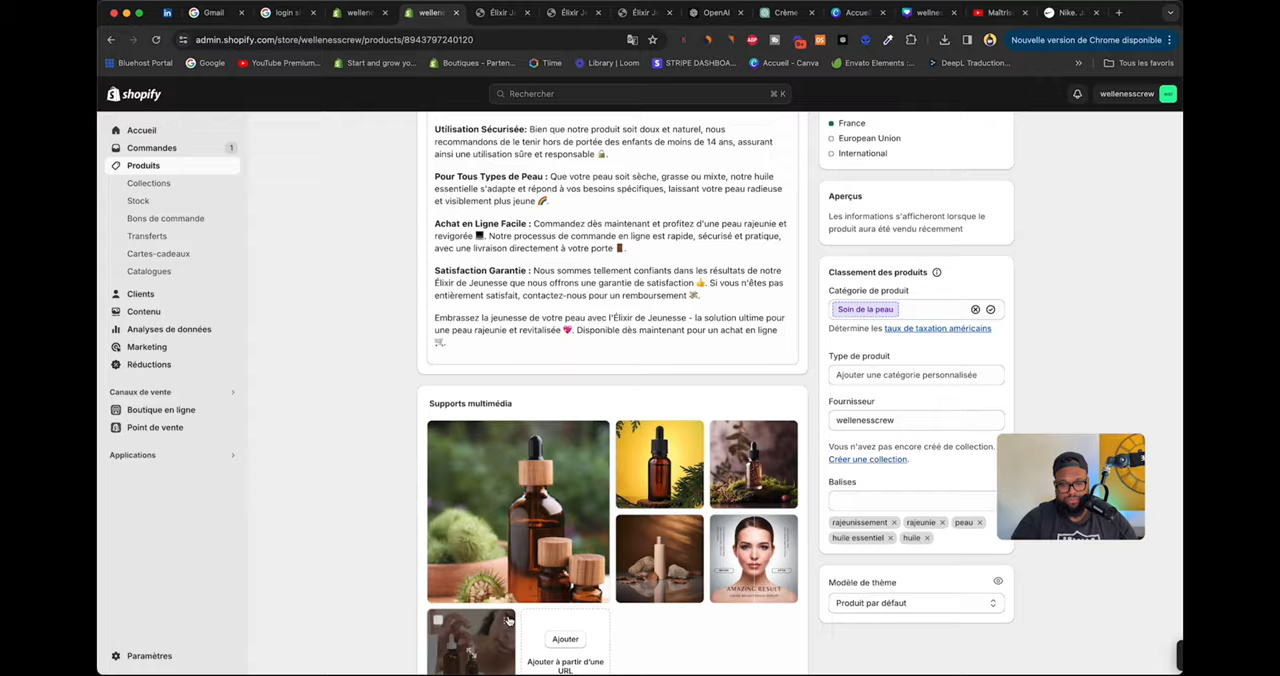 Gmail
login s
wellene
wellene
Élixir J
Élixir J
Élixir J
OpenAI
Crème
Accuei
wellnes
Maîtris
Nike. J
admin.shopify.com/store/wellenesscrew/products/8943797240120
Nouvelle version de Chrome disponible
Bluehost Portal
Google
YouTube Premium...
Start and grow yo...
Boutiques - Parten...
Tiime
Library | Loom
STRIPE DASHBOA...
Accueil - Canva
Envato Elements :...
DeepL Traduction...
Tous les favoris
shopify
Rechercher
⌘ K
wellenesscrew
Accueil
Commandes
1
Produits
Collections
Stock
Bons de commande
Transferts
Cartes-cadeaux
Catalogues
Clients
Contenu
Analyses de données
Marketing
Réductions
Canaux de vente
Boutique en ligne
Point de vente
Applications
Paramètres
Utilisation Sécurisée: Bien que notre produit soit doux et naturel, nous
recommandons de le tenir hors de portée des enfants de moins de 14 ans, assurant
ainsi une utilisation sûre et responsable 🔒.
Pour Tous Types de Peau : Que votre peau soit sèche, grasse ou mixte, notre huile
essentielle s'adapte et répond à vos besoins spécifiques, laissant votre peau radieuse
et visiblement plus jeune 🌈.
Achat en Ligne Facile : Commandez dès maintenant et profitez d'une peau rajeunie et
revigorée 💻. Notre processus de commande en ligne est rapide, sécurisé et pratique,
avec une livraison directement à votre porte 🚪.
Satisfaction Garantie : Nous sommes tellement confiants dans les résultats de notre
Élixir de Jeunesse que nous offrons une garantie de satisfaction 👍. Si vous n'êtes pas
entièrement satisfait, contactez-nous pour un remboursement 💸.
Embrassez la jeunesse de votre peau avec l'Élixir de Jeunesse - la solution ultime pour
une peau rajeunie et revitalisée 💖. Disponible dès maintenant pour un achat en ligne
🛒.
Supports multimédia
AMAZING RESULT
Ajouter
Ajouter à partir d'une
URL
France
European Union
International
Aperçus
Les informations s'afficheront lorsque le
produit aura été vendu récemment
Classement des produits
Catégorie de produit
Soin de la peau
Détermine les taux de taxation américains
Type de produit
Ajouter une catégorie personnalisée
Fournisseur
wellenesscrew
Vous n'avez pas encore créé de collection.
Créer une collection.
Balises
rajeunissement
rajeunie
peau
huile essentiel
huile
Modèle de thème
Produit par défaut